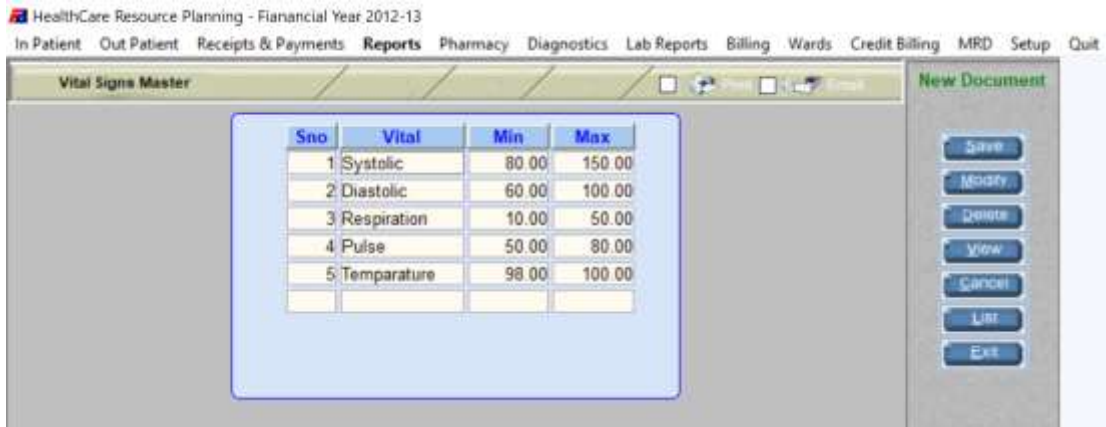 HealthCare Resource Planning - Fianancial Year 2012-13
In Patient Out Patient Receipts & Payments Reports Pharmacy Diagnostics Lab Reports Billing Wards Credit Billing MRD Setup Quit
Vital Signs Master
New Document
Sno Vital Min Max
1 Systolic 80.00 150.00
2 Diastolic 60.00 100.00
3 Respiration 10.00 50.00
4 Pulse 50.00 80.00
5 Temparature 98.00 100.00
Save
Modify
Delete
View
Cancel
List
Exit